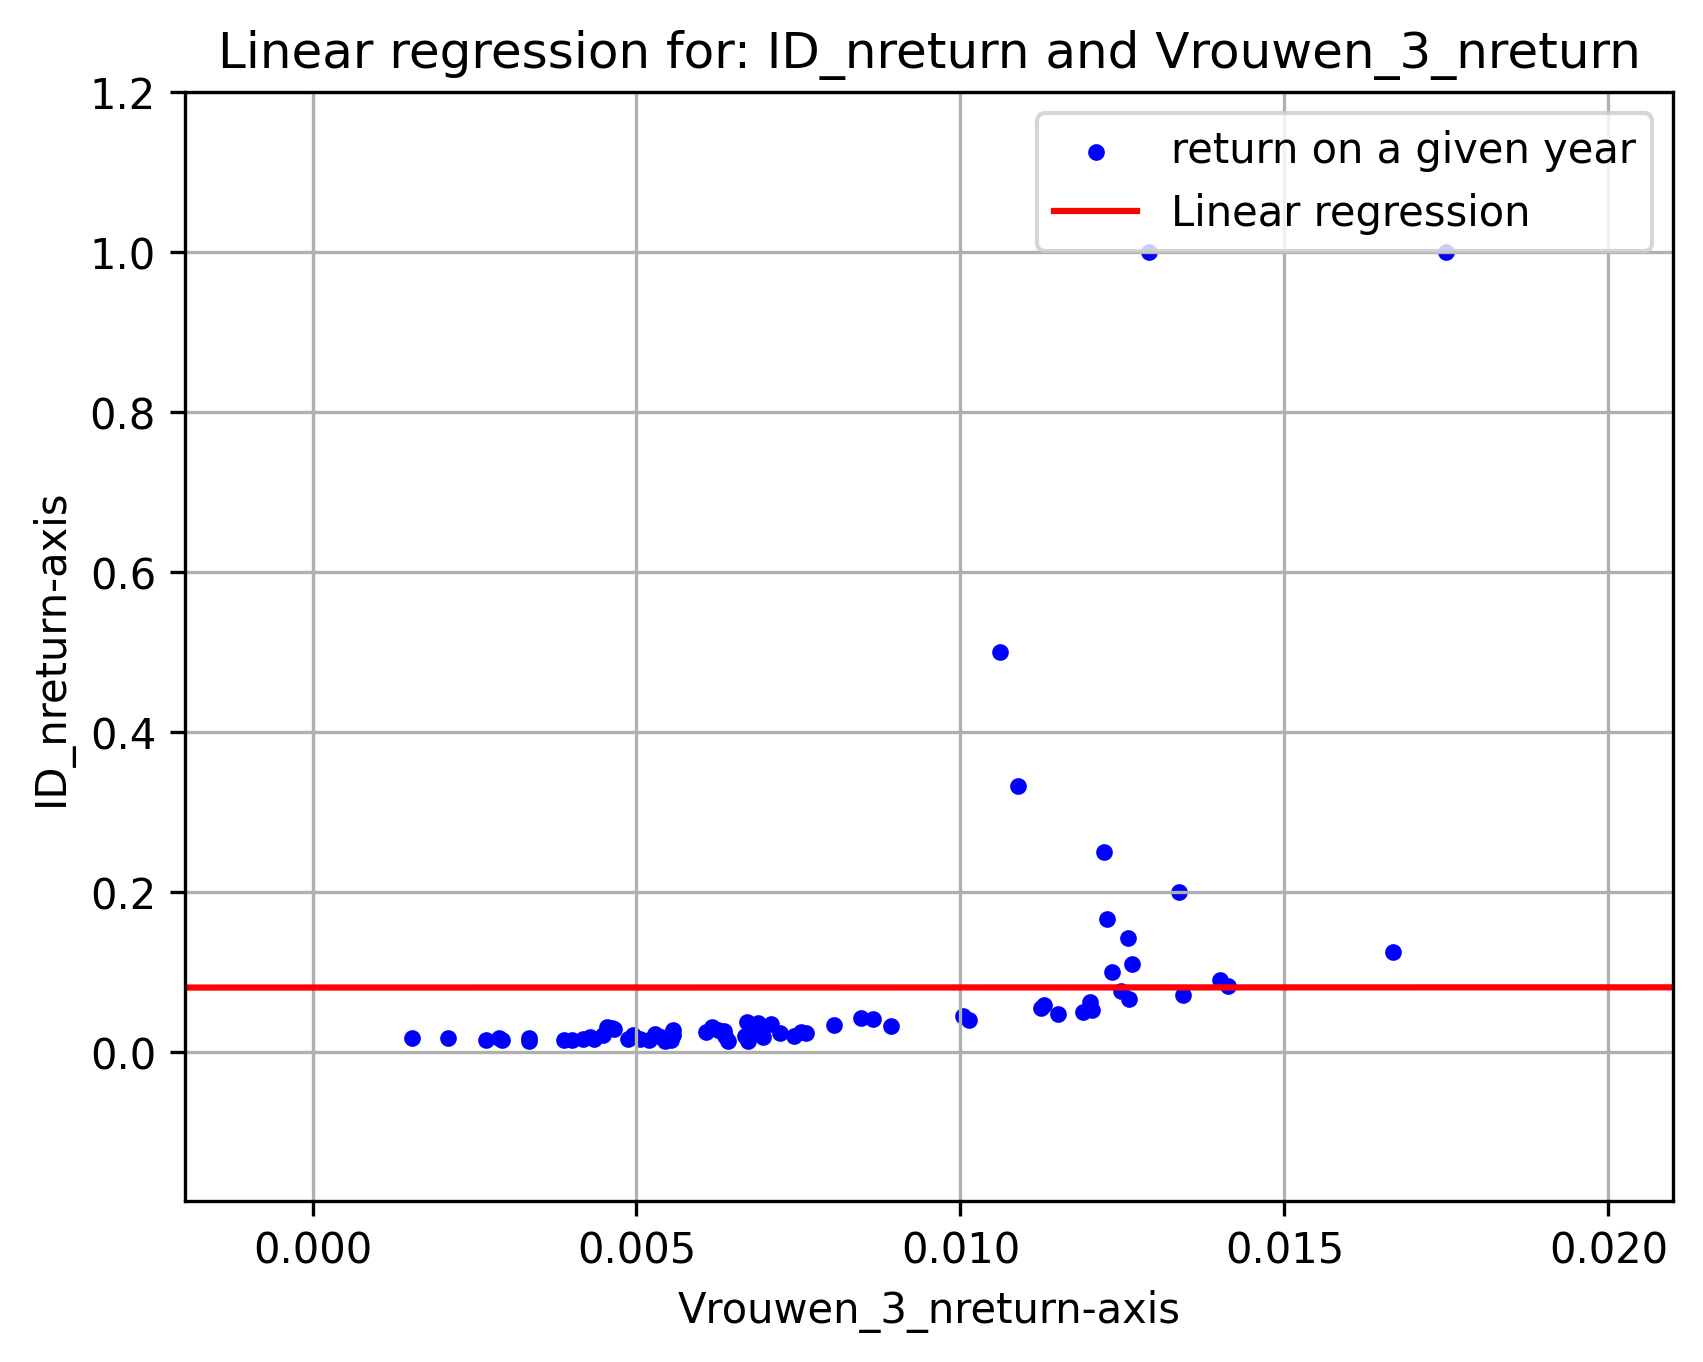 Linear regression for: ID_nreturn and Vrouwen_3_nreturn
return on a given year
Linear regression
1.2
1.0
0.8
0.6
0.4
0.2
0.0
ID_nreturn-axis
0.000 0.005 0.010 0.015 0.020
Vrouwen_3_nreturn-axis